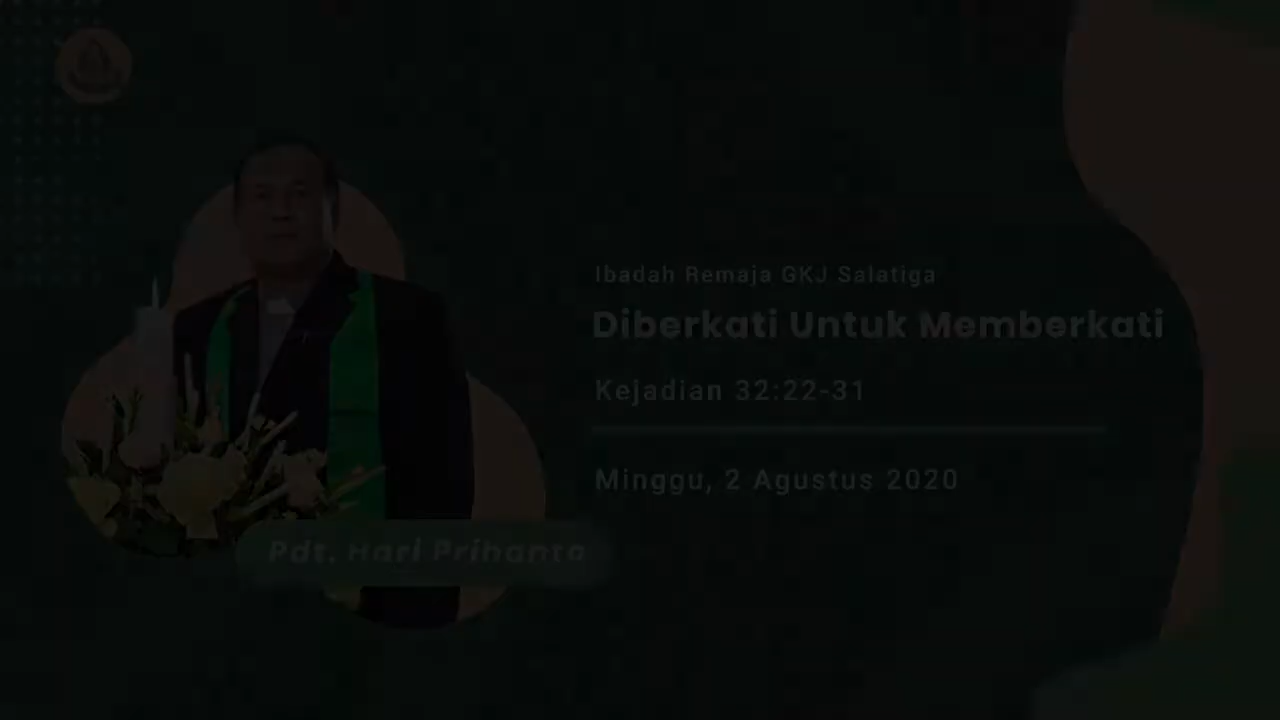 Ibadah Remaja GKJ Salatiga
Diberkati Untuk Memberkati
Kejadian 32:22-31
Minggu, 2 Agustus 2020
Pdt. Hari Prihanto